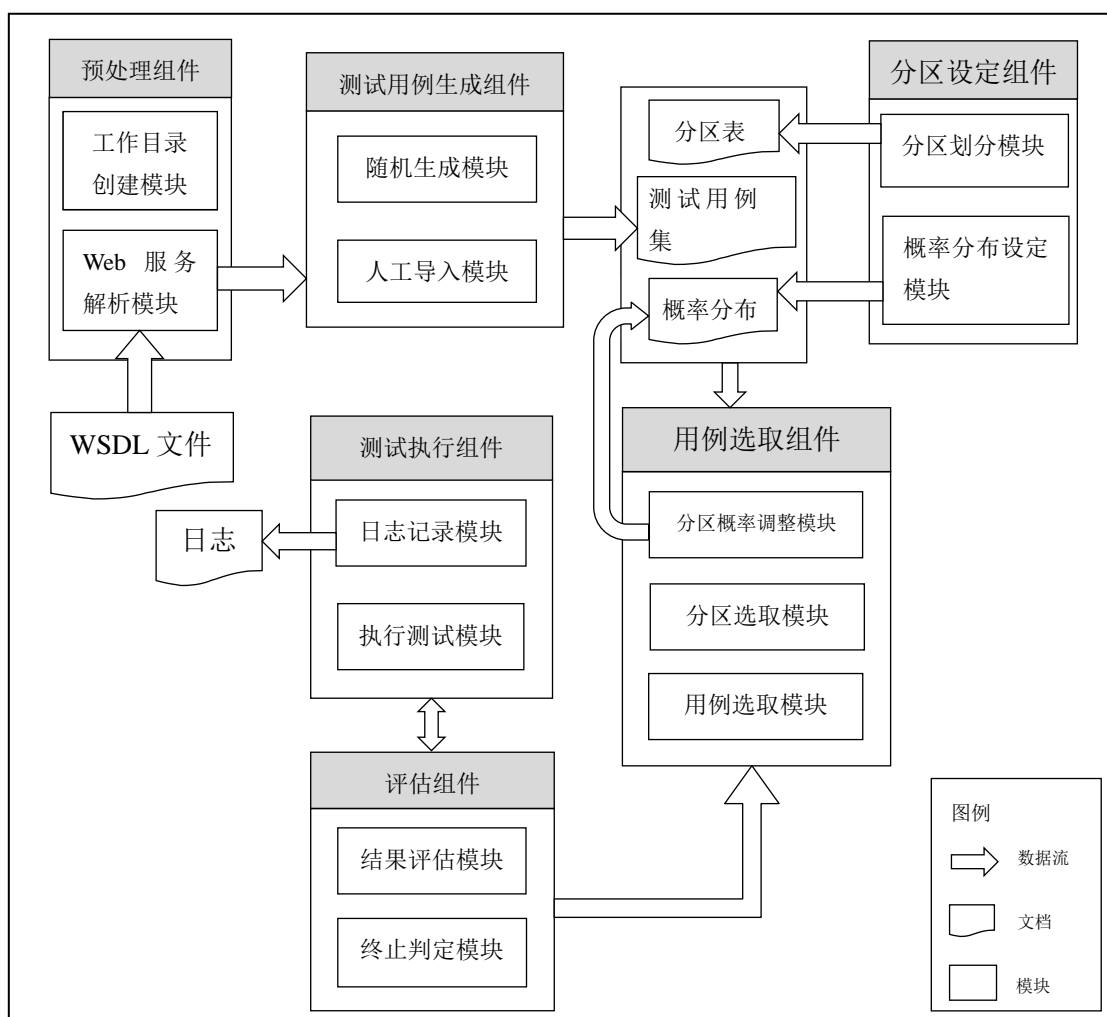 预处理组件
工作目录
创建模块
Web 服务
解析模块
WSDL 文件
测试用例生成组件
随机生成模块
人工导入模块
分区表
测试用例
集
概率分布
分区设定组件
分区划分模块
概率分布设定
模块
测试执行组件
日志记录模块
执行测试模块
日志
用例选取组件
分区概率调整模块
分区选取模块
用例选取模块
评估组件
结果评估模块
终止判定模块
图例
数据流
文档
模块